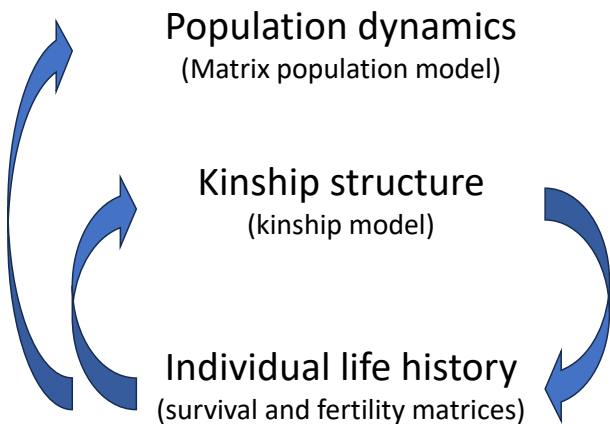 Population dynamics
(Matrix population model)
Kinship structure
(kinship model)
Individual life history
(survival and fertility matrices)